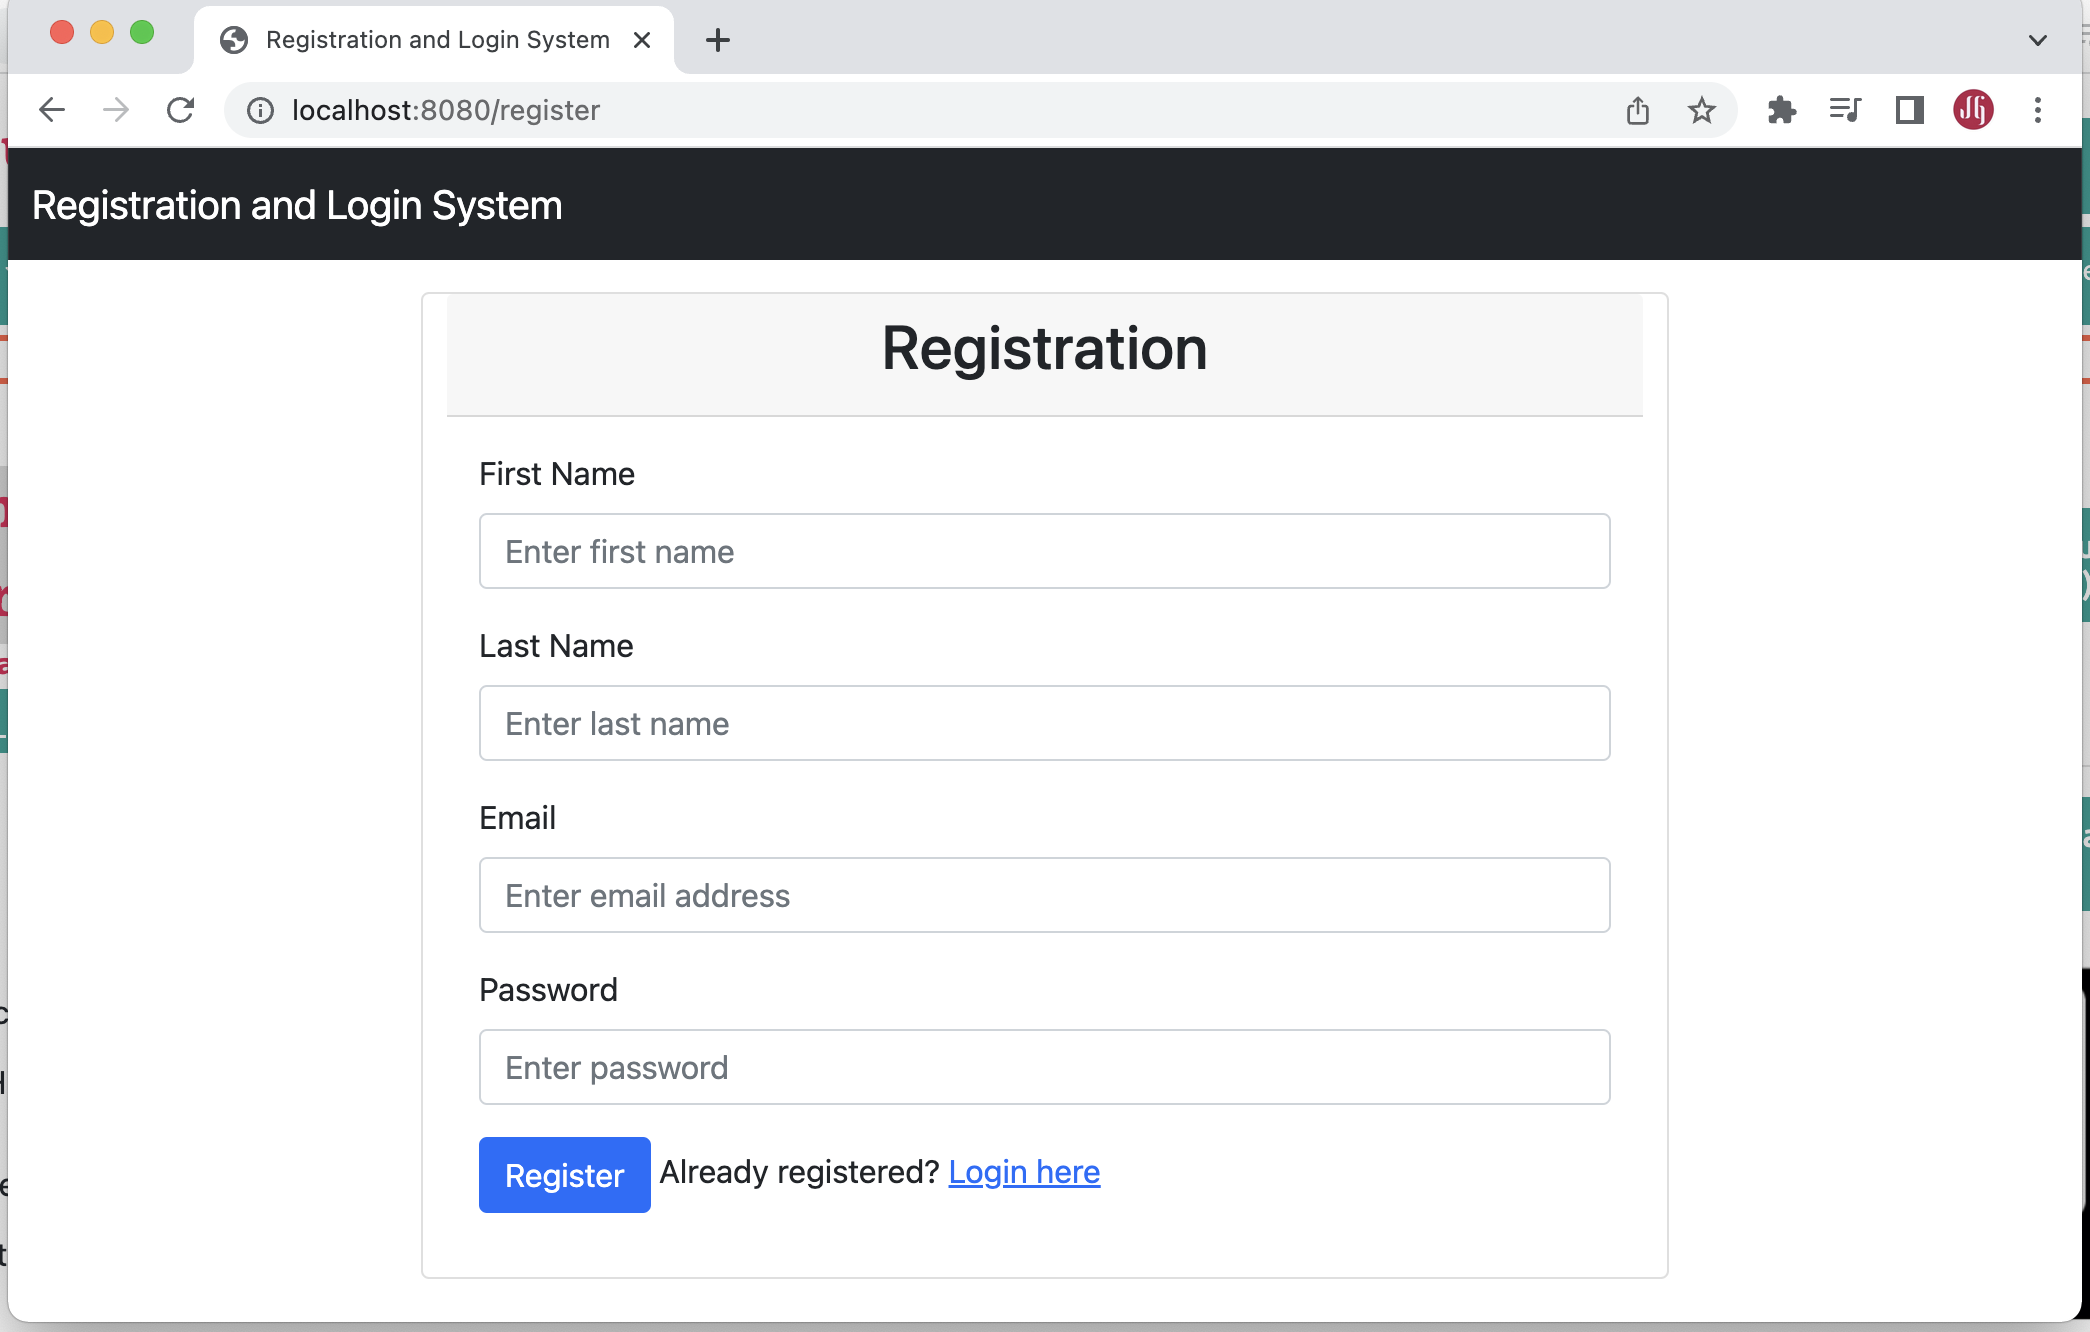 Registration and Login System
localhost:8080/register
Registration and Login System
Registration
First Name
Enter first name
Last Name
Enter last name
Email
Enter email address
Password
Enter password
Register Already registered? Login here